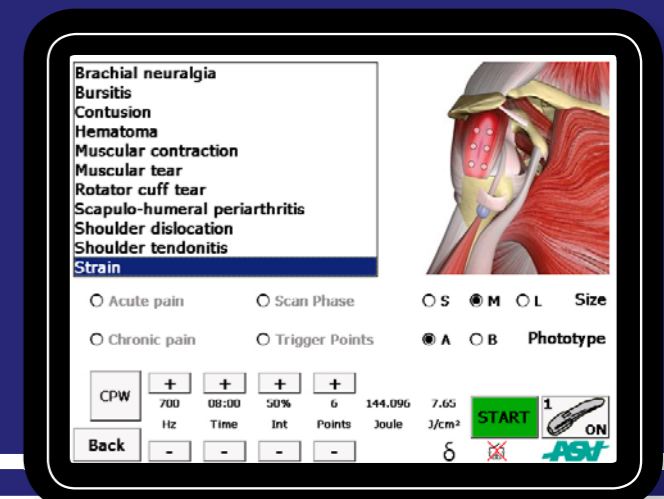 Brachial neuralgia
Bursitis
Contusion
Hematoma
Muscular contraction
Muscular tear
Rotator cuff tear
Scapulo-humeral periarthritis
Shoulder dislocation
Shoulder tendonitis
Strain
Acute pain Scan Phase S M L Size
Chronic pain Trigger Points A B Phototype
CPW + + + +
700 08:00 50% 6 144.096 7.65 START 1
Hz Time Int Points Joule J/cm² ON
Back - - - - δ ASA